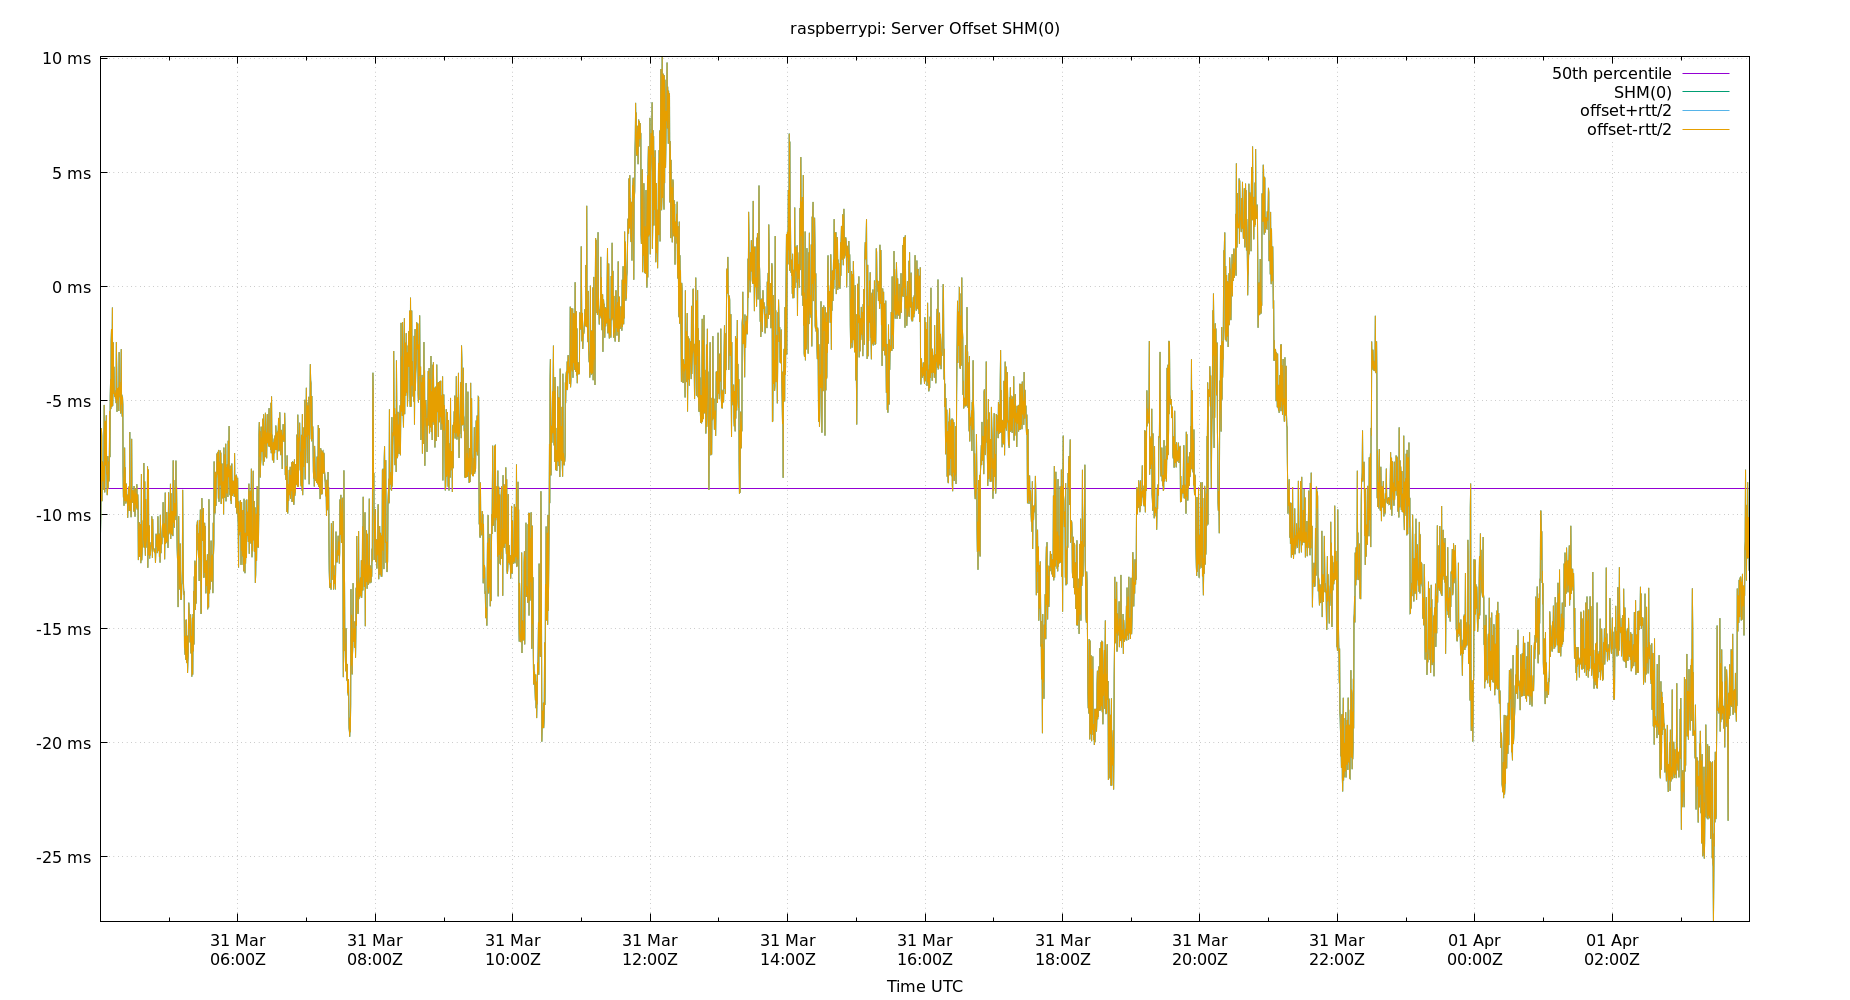 raspberrypi: Server Offset SHM(0)
10 ms
5 ms
0 ms
-5 ms
-10 ms
-15 ms
-20 ms
-25 ms
50th percentile
SHM(0)
offset+rtt/2
offset-rtt/2
31 Mar 31 Mar 31 Mar 31 Mar 31 Mar 31 Mar 31 Mar 31 Mar 31 Mar 01 Apr 01 Apr
06:00Z 08:00Z 10:00Z 12:00Z 14:00Z 16:00Z 18:00Z 20:00Z 22:00Z 00:00Z 02:00Z
Time UTC